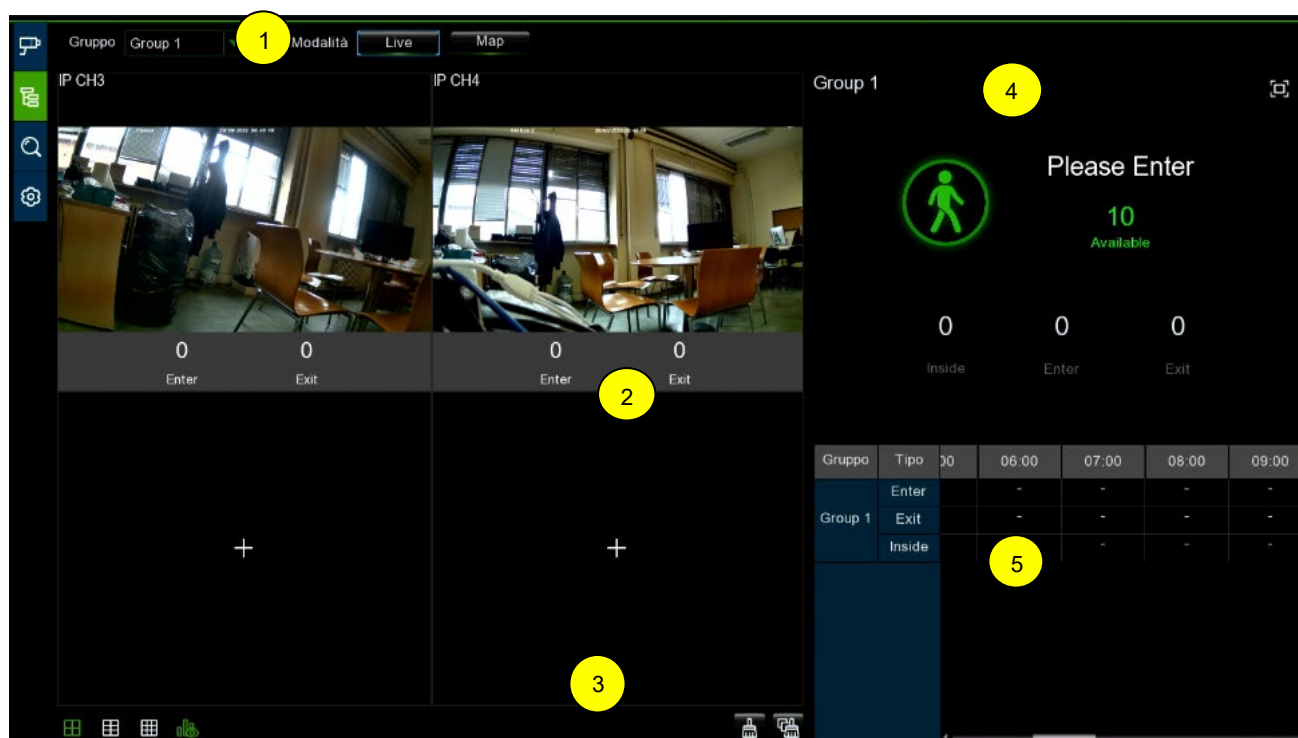 Gruppo Group 1 1 Modalità Live Map
IP CH3
IP CH4
0 0
Enter Exit
0 0
Enter Exit
2
+ +
3
Group 1 4
Please Enter
10
Available
0 0 0
Inside Enter Exit
Gruppo Tipo 00 06:00 07:00 08:00 09:00
Enter - - - -
Group 1 Exit - - - -
Inside - - -
5